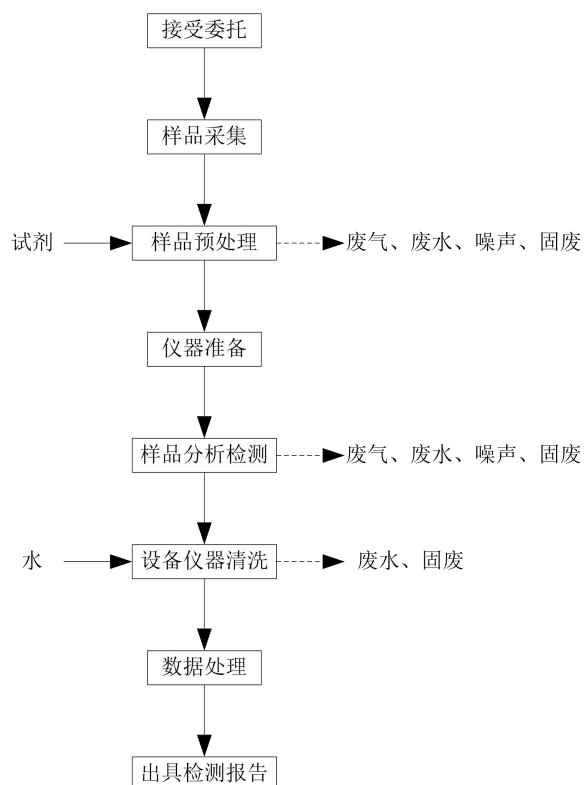 接受委托
样品采集
试剂
样品预处理
废气、废水、噪声、固废
仪器准备
样品分析检测
废气、废水、噪声、固废
水
设备仪器清洗
废水、固废
数据处理
出具检测报告